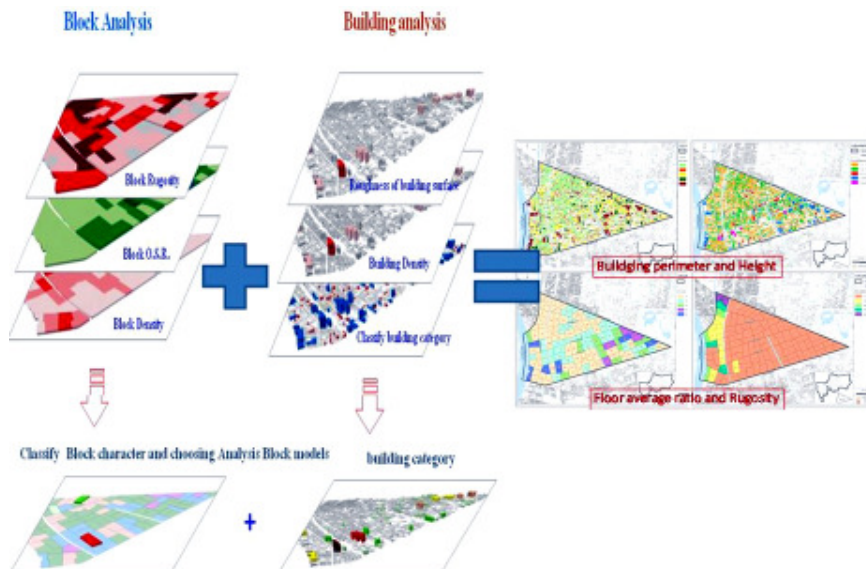 Block Analysis
Building analysis
Block Rugosity
Roughness of building surface
Block O.S.R.
Building Density
Buildging perimeter and Height
Block Density
Classify building category
Floor average ratio and Rugosity
Classify Block character and choosing Analysis Block models
building category